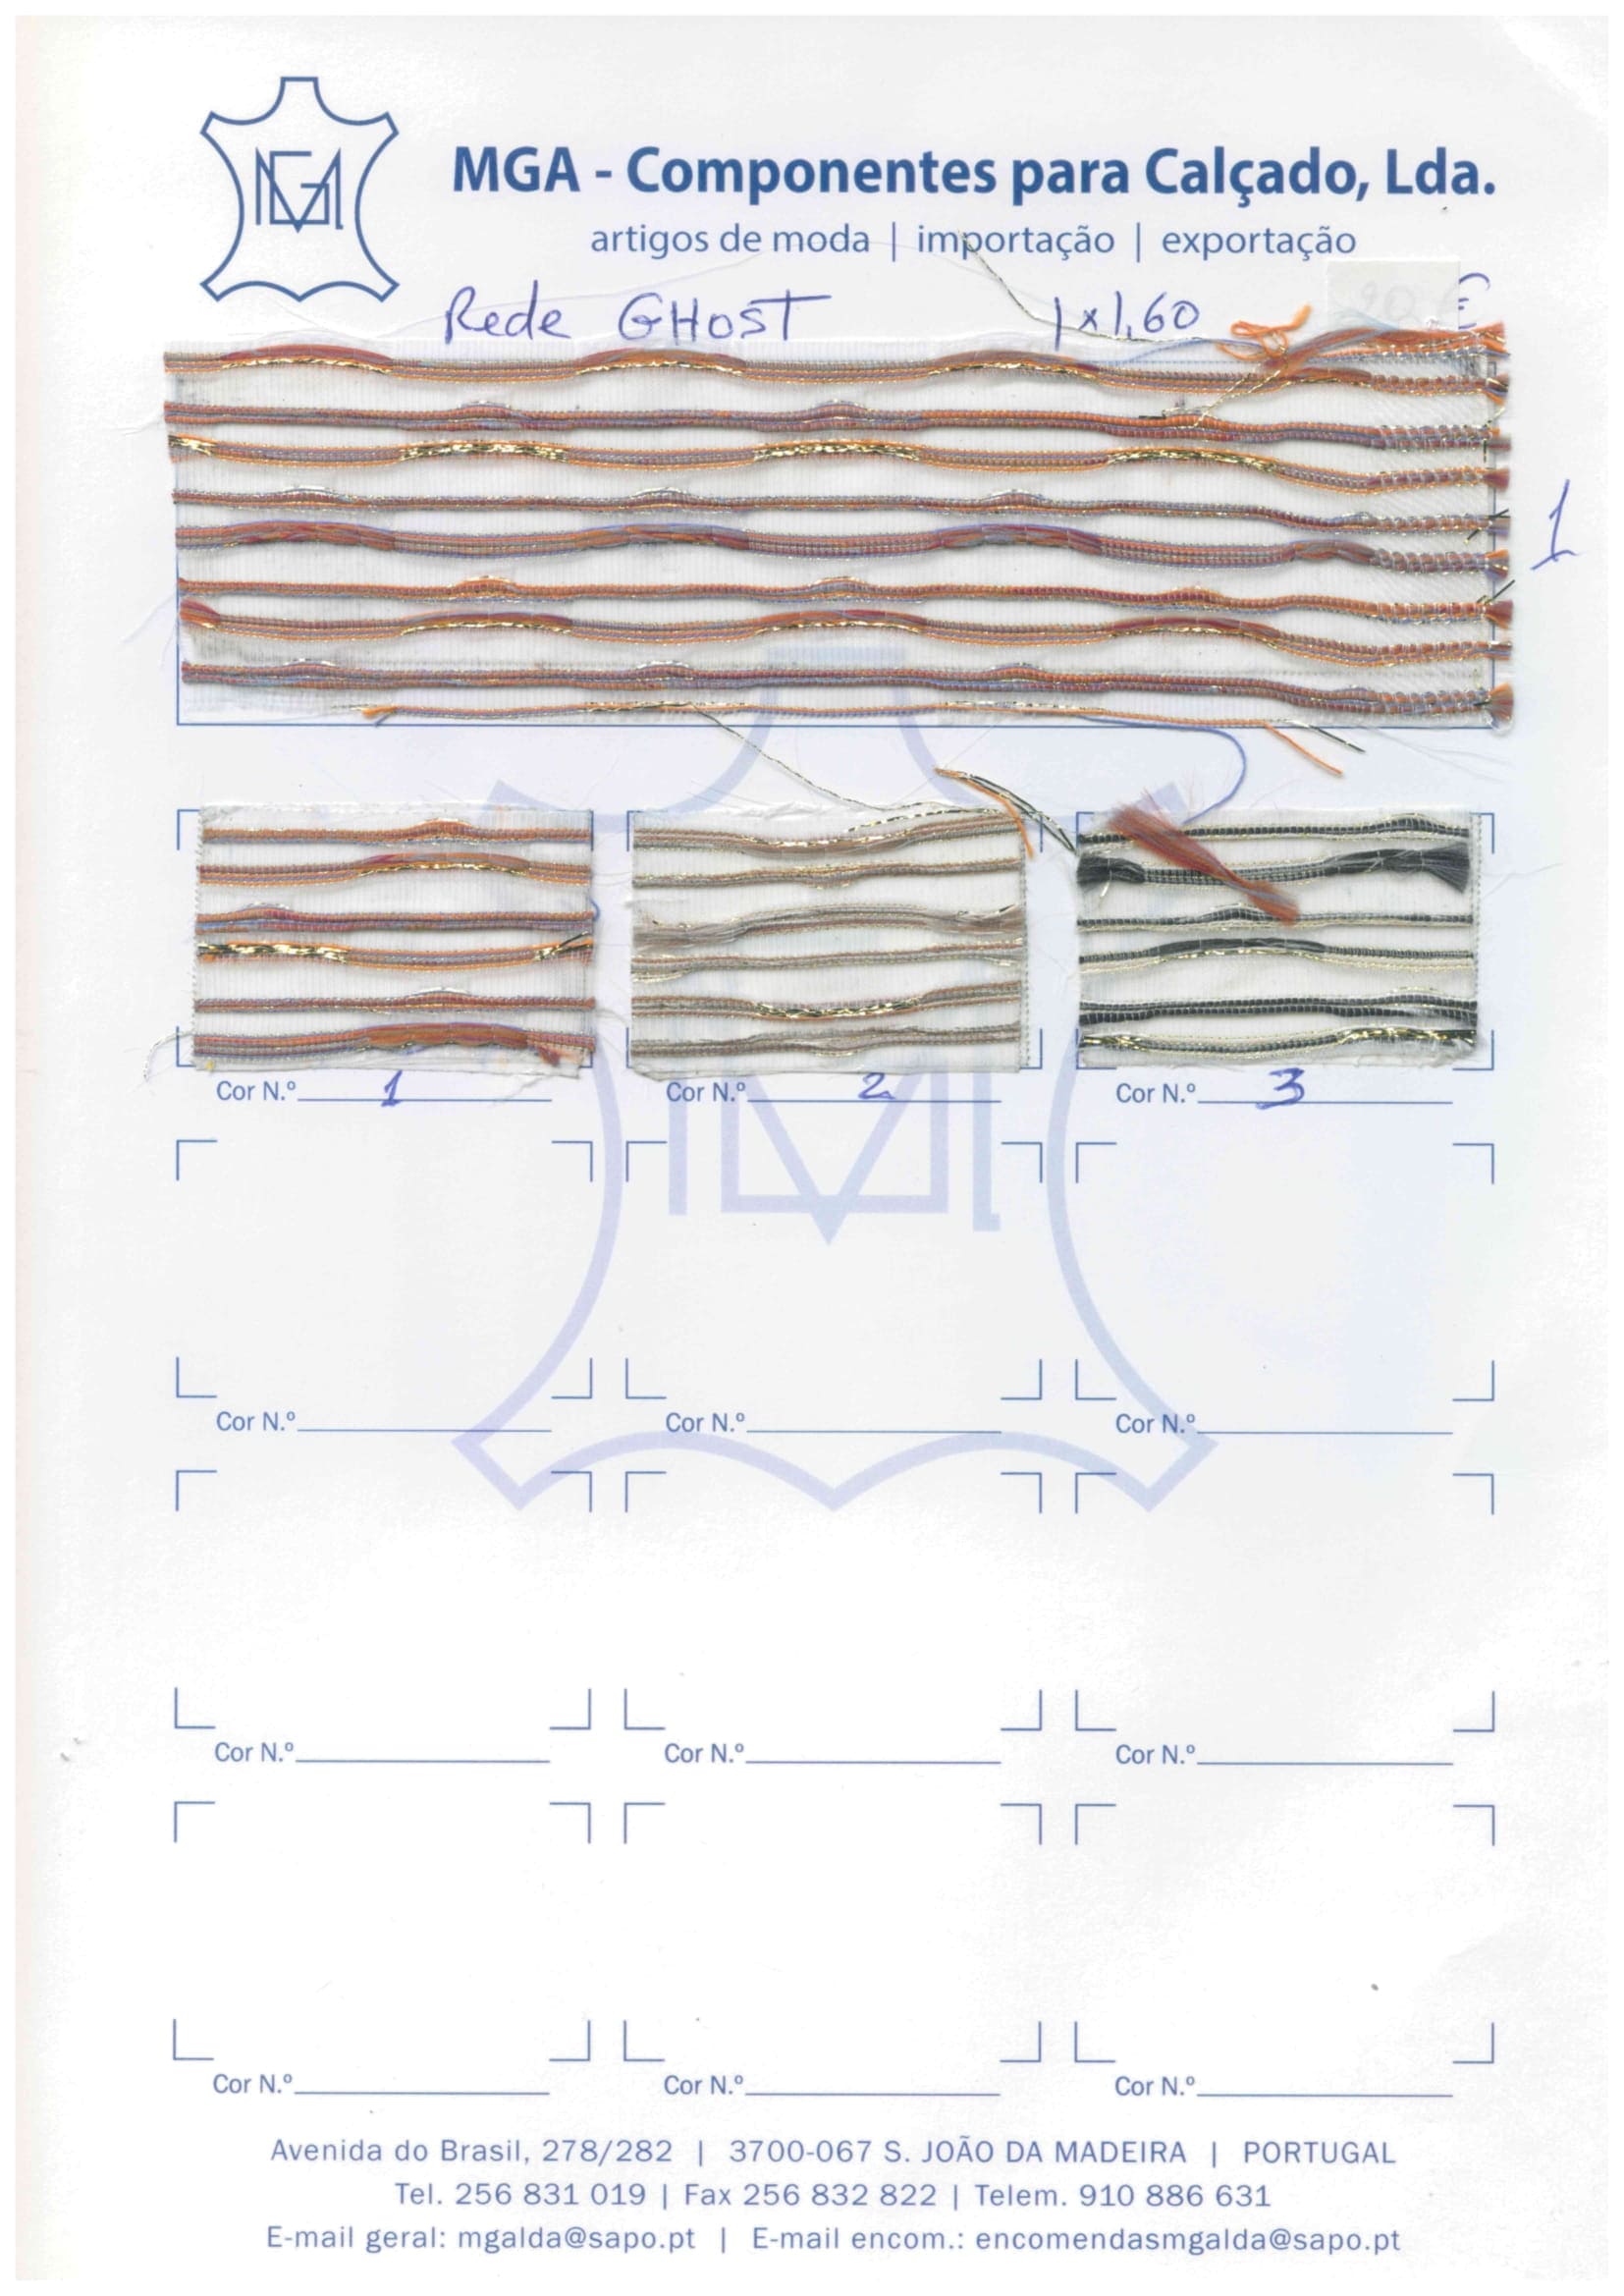 MGA
MGA - Componentes para Calçado, Lda.
artigos de moda | importação | exportação
Rede GHOST 1x1,60
€
1
Cor N.º 1 Cor N.º 2 Cor N.º 3
Cor N.º Cor N.º Cor N.º
Cor N.º Cor N.º Cor N.º
Cor N.º Cor N.º Cor N.º
Avenida do Brasil, 278/282 | 3700-067 S. JOÃO DA MADEIRA | PORTUGAL
Tel. 256 831 019 | Fax 256 832 822 | Telem. 910 886 631
E-mail geral: mgalda@sapo.pt | E-mail encom.: encomendasmgalda@sapo.pt